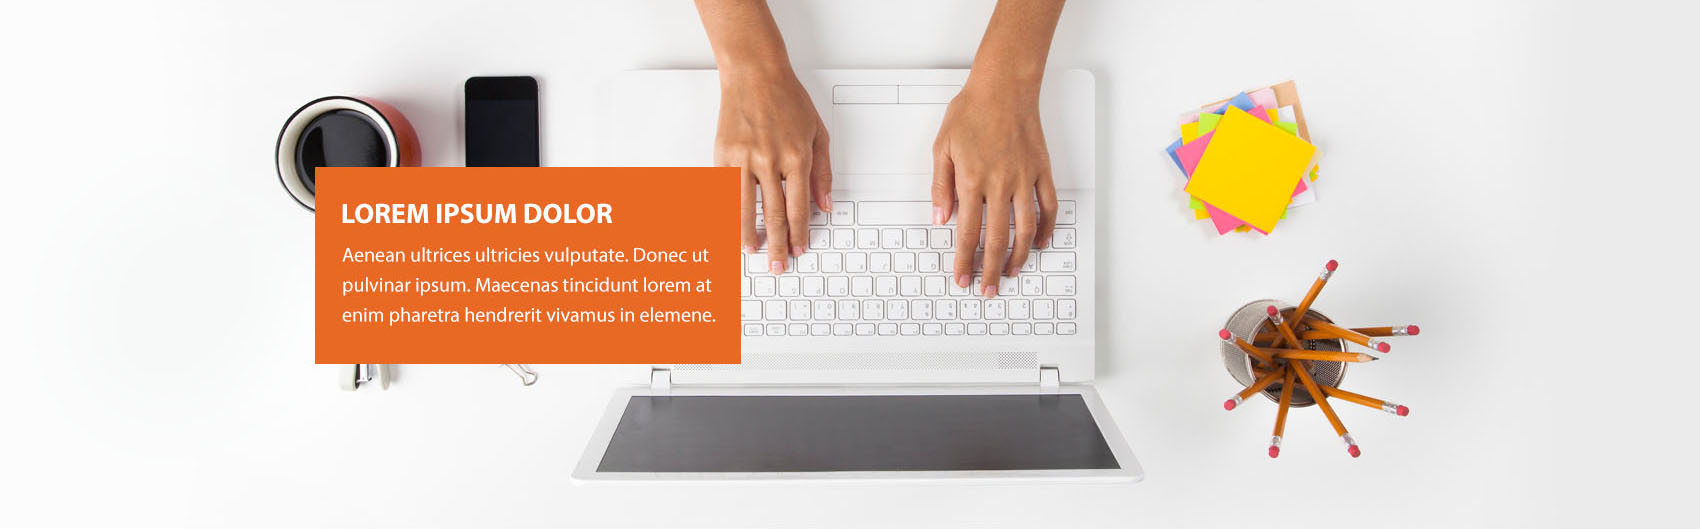 LOREM IPSUM DOLOR
Aenean ultrices ultricies vulputate. Donec ut
pulvinar ipsum. Maecenas tincidunt lorem at
enim pharetra hendrerit vivamus in elemene.